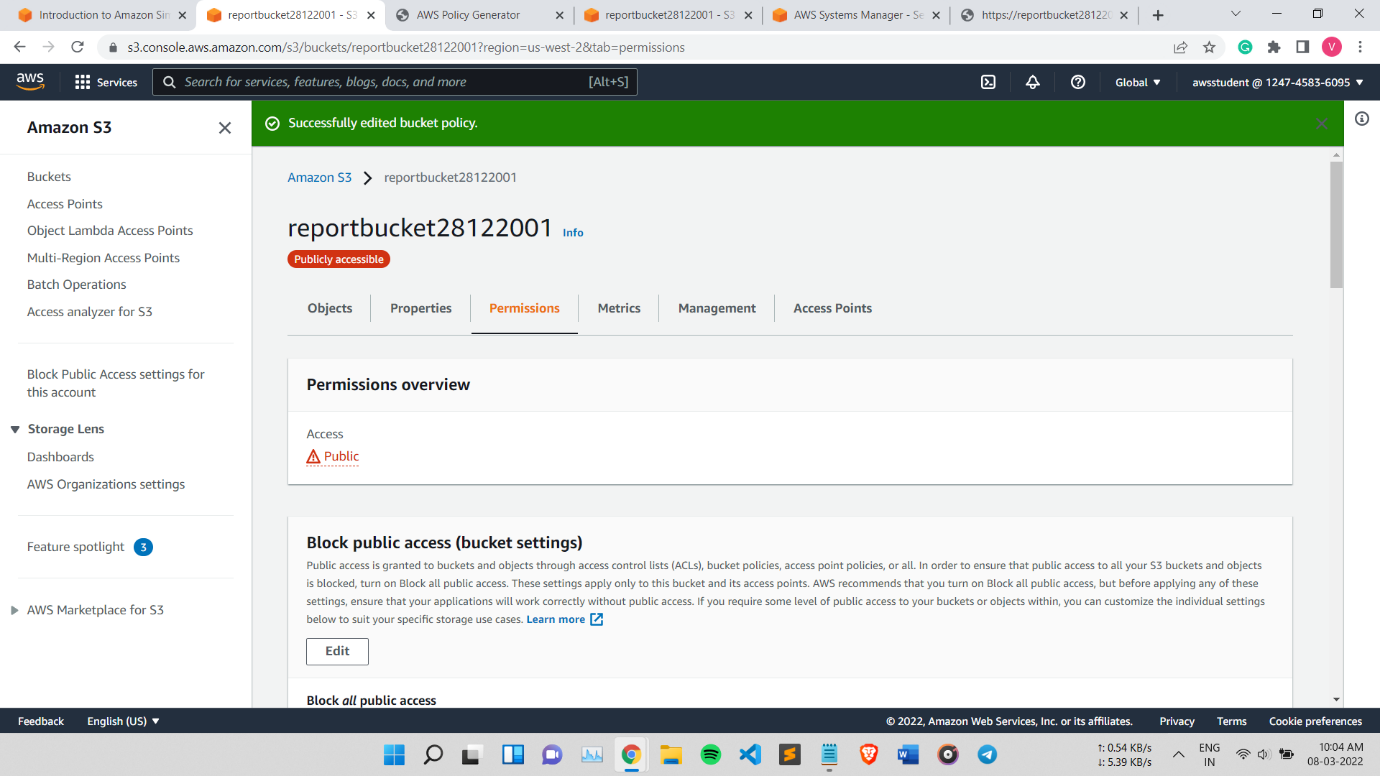 Introduction to Amazon Sim
reportbucket28122001 - S3
AWS Policy Generator
reportbucket28122001 - S3
AWS Systems Manager - Se
https://reportbucket281220
s3.console.aws.amazon.com/s3/buckets/reportbucket28122001?region=us-west-2&tab=permissions
V
aws
Services
Search for services, features, blogs, docs, and more
[Alt+S]
Global
awsstudent @ 1247-4583-6095
Amazon S3
Buckets
Access Points
Object Lambda Access Points
Multi-Region Access Points
Batch Operations
Access analyzer for S3
Block Public Access settings for
this account
Storage Lens
Dashboards
AWS Organizations settings
Feature spotlight 3
AWS Marketplace for S3
Successfully edited bucket policy.
Amazon S3 > reportbucket28122001
reportbucket28122001 Info
Publicly accessible
Objects
Properties
Permissions
Metrics
Management
Access Points
Permissions overview
Access
Public
Block public access (bucket settings)
Public access is granted to buckets and objects through access control lists (ACLs), bucket policies, access point policies, or all. In order to ensure that public access to all your S3 buckets and objects
is blocked, turn on Block all public access. These settings apply only to this bucket and its access points. AWS recommends that you turn on Block all public access, but before applying any of these
settings, ensure that your applications will work correctly without public access. If you require some level of public access to your buckets or objects within, you can customize the individual settings
below to suit your specific storage use cases. Learn more
Edit
Block all public access
Feedback
English (US)
© 2022, Amazon Web Services, Inc. or its affiliates.
Privacy
Terms
Cookie preferences
↑: 0.54 KB/s
↓: 5.39 KB/s
ENG
IN
10:04 AM
08-03-2022